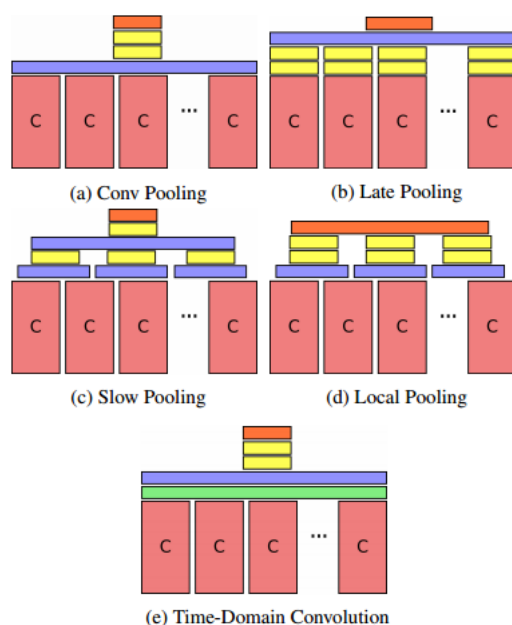 C C C ... C
C C C ... C
(a) Conv Pooling
(b) Late Pooling
C C C ... C
C C C ... C
(c) Slow Pooling
(d) Local Pooling
C C C ... C
(e) Time-Domain Convolution